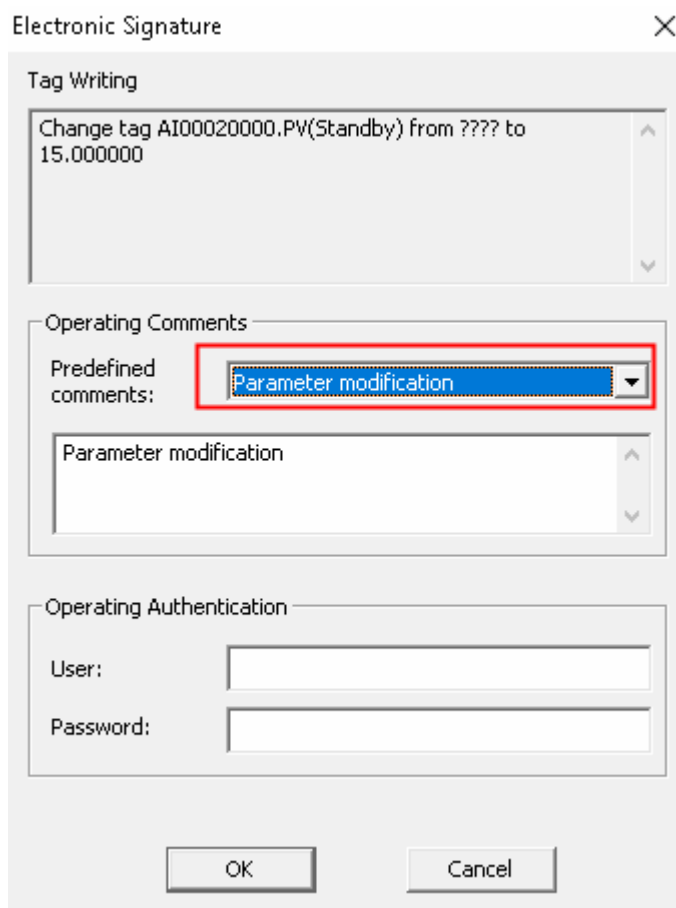 Electronic Signature
Tag Writing
Change tag AI00020000.PV(Standby) from ???? to
15.000000
Operating Comments
Predefined
comments:
Parameter modification
Parameter modification
Operating Authentication
User:
Password:
OK
Cancel